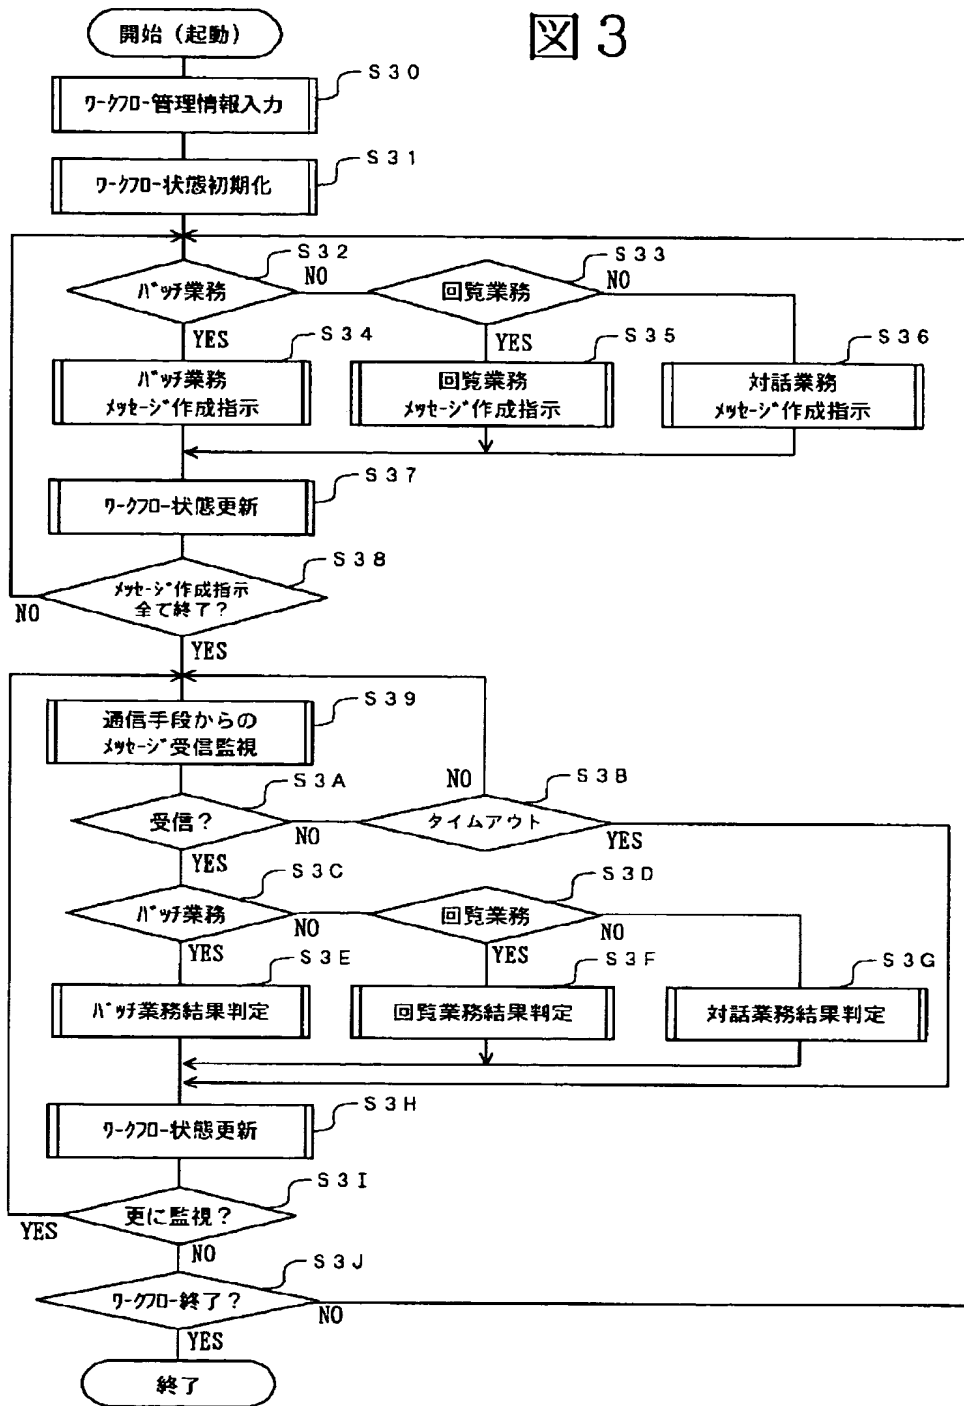 図3
開始（起動）
S30
ワークフロー管理情報入力
S31
ワークフロー状態初期化
S32
バッチ業務
NO
YES
S33
回覧業務
NO
YES
S34
バッチ業務
メッセージ作成指示
S35
回覧業務
メッセージ作成指示
S36
対話業務
メッセージ作成指示
S37
ワークフロー状態更新
S38
メッセージ作成指示
全て終了？
NO
YES
S39
通信手段からの
メッセージ受信監視
S3A
受信？
NO
YES
S3B
タイムアウト
NO
YES
S3C
バッチ業務
NO
YES
S3D
回覧業務
NO
YES
S3E
バッチ業務結果判定
S3F
回覧業務結果判定
S3G
対話業務結果判定
S3H
ワークフロー状態更新
S3I
更に監視？
YES
NO
S3J
ワークフロー終了？
NO
YES
終了